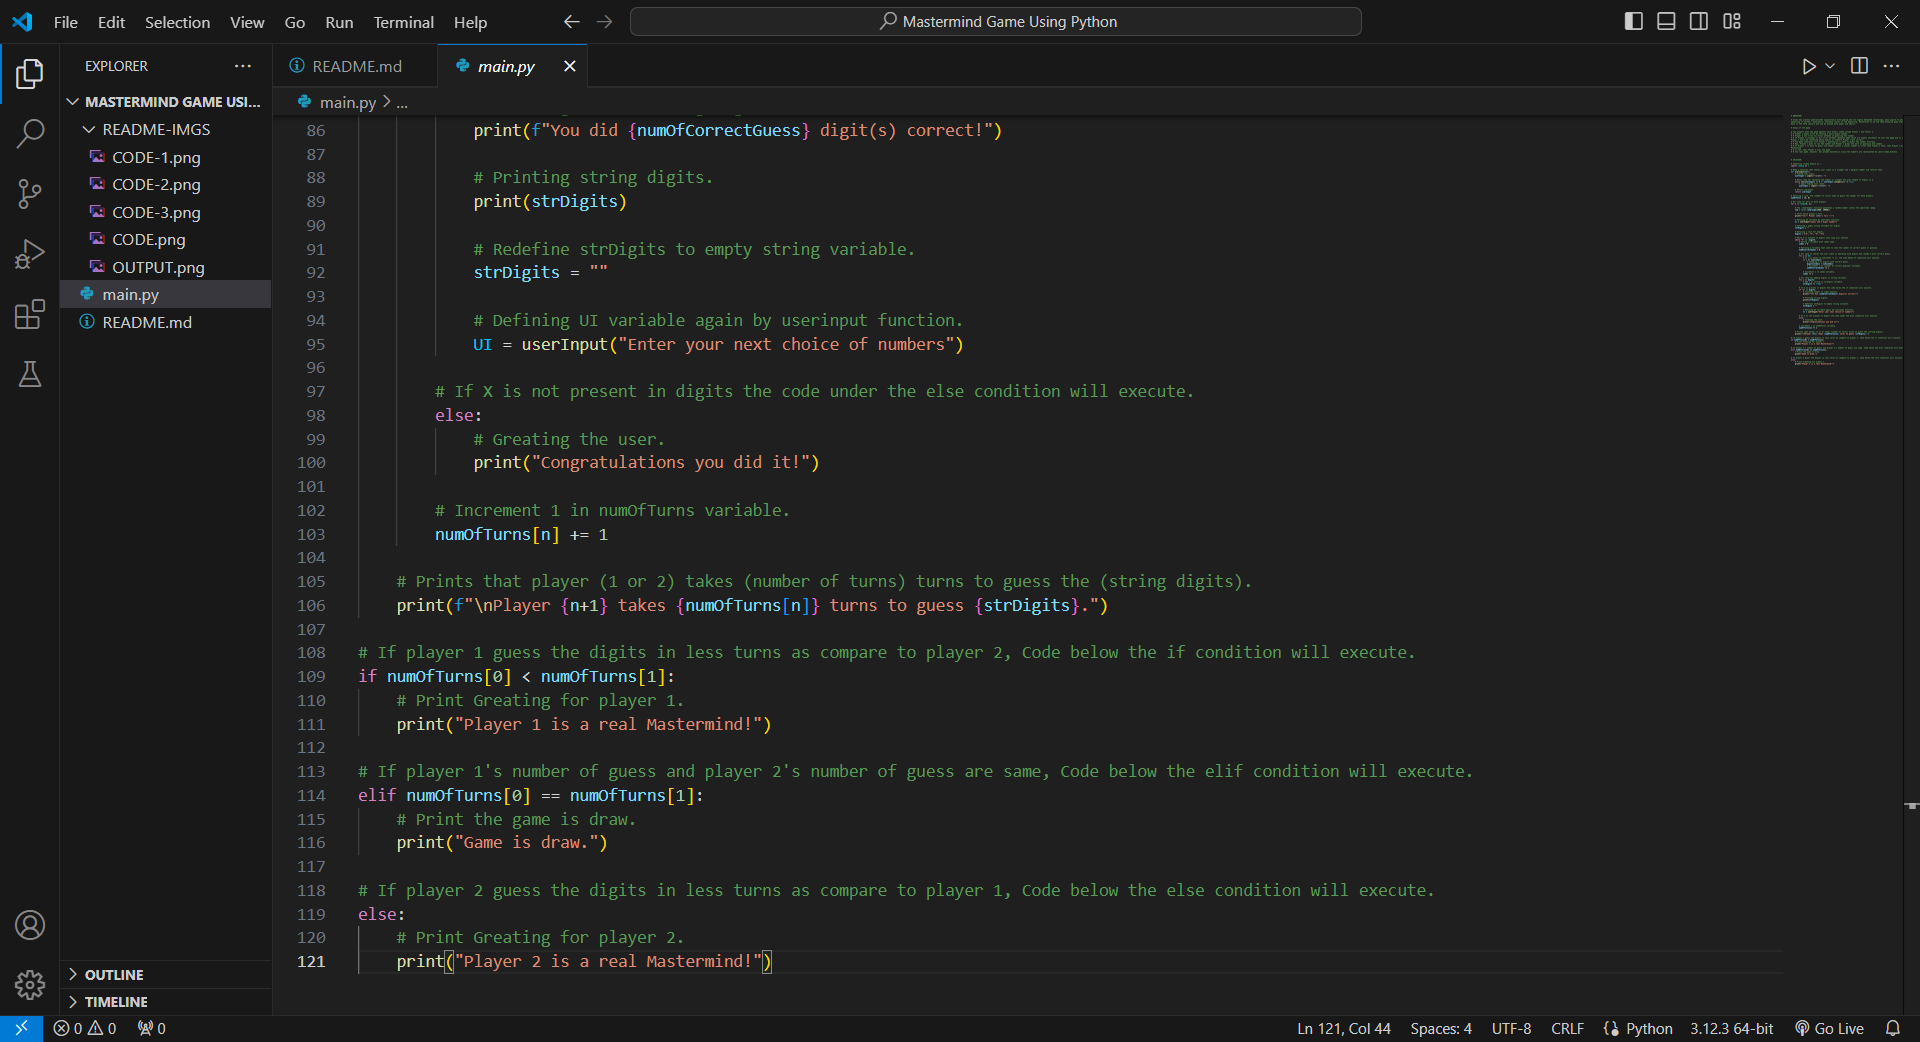 File Edit Selection View Go Run Terminal Help
Mastermind Game Using Python
EXPLORER
MASTERMIND GAME USI...
README-IMGS
CODE-1.png
CODE-2.png
CODE-3.png
CODE.png
OUTPUT.png
main.py
README.md
OUTLINE
TIMELINE
README.md main.py
main.py > ...
86 print(f"You did {numOfCorrectGuess} digit(s) correct!")
87
88 # Printing string digits.
89 print(strDigits)
90
91 # Redefine strDigits to empty string variable.
92 strDigits = ""
93
94 # Defining UI variable again by userinput function.
95 UI = userInput("Enter your next choice of numbers")
96
97 # If X is not present in digits the code under the else condition will execute.
98 else:
99 # Greating the user.
100 print("Congratulations you did it!")
101
102 # Increment 1 in numOfTurns variable.
103 numOfTurns[n] += 1
104
105 # Prints that player (1 or 2) takes (number of turns) turns to guess the (string digits).
106 print(f"\nPlayer {n+1} takes {numOfTurns[n]} turns to guess {strDigits}.")
107
108 # If player 1 guess the digits in less turns as compare to player 2, Code below the if condition will execute.
109 if numOfTurns[0] < numOfTurns[1]:
110 # Print Greating for player 1.
111 print("Player 1 is a real Mastermind!")
112
113 # If player 1's number of guess and player 2's number of guess are same, Code below the elif condition will execute.
114 elif numOfTurns[0] == numOfTurns[1]:
115 # Print the game is draw.
116 print("Game is draw.")
117
118 # If player 2 guess the digits in less turns as compare to player 1, Code below the else condition will execute.
119 else:
120 # Print Greating for player 2.
121 print("Player 2 is a real Mastermind!")
0 0 0 Ln 121, Col 44 Spaces: 4 UTF-8 CRLF Python 3.12.3 64-bit Go Live